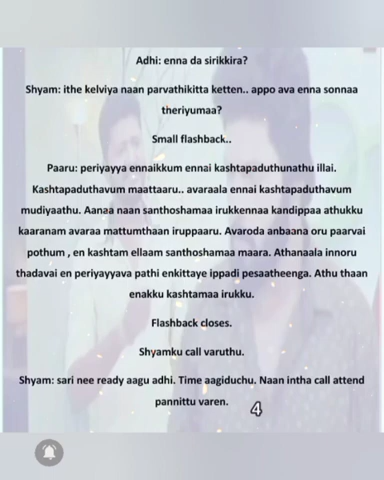 Adhi: enna da sirikkira?
Shyam: ithe kelviya naan parvathikitta ketten.. appo ava enna sonnaa
theriyumaa?
Small flashback..
Paaru: periyayya ennaikkum ennai kashtapaduthunathu illai.
Kashtapaduthavum maattaaru.. avaraala ennai kashtapaduthavum
mudiyaathu. Aanaa naan santhoshamaa irukkennaa kandippaa athukku
kaaranam avaraa mattumthaan iruppaaru. Avaroda anbaana oru paarvai
pothum , en kashtam ellaam santhoshamaa maara. Athanaala innoru
thadavai en periyayyava pathi enkittaye ippadi pesaatheenga. Athu thaan
enakku kashtamaa irukku.
Flashback closes.
Shyamku call varuthu.
Shyam: sari nee ready aagu adhi. Time aagiduchu. Naan intha call attend
pannittu varen.
4